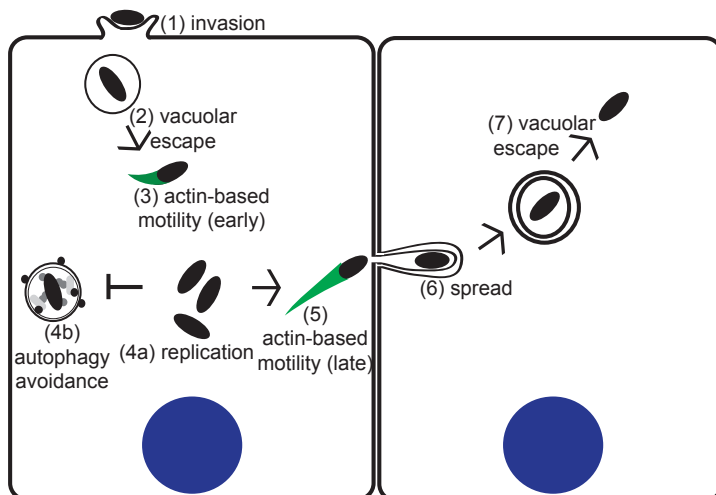 (1) invasion
(2) vacuolar
escape
(3) actin-based
motility (early)
(7) vacuolar
escape
(6) spread
(4b)
autophagy
avoidance
(4a) replication
(5)
actin-based
motility (late)